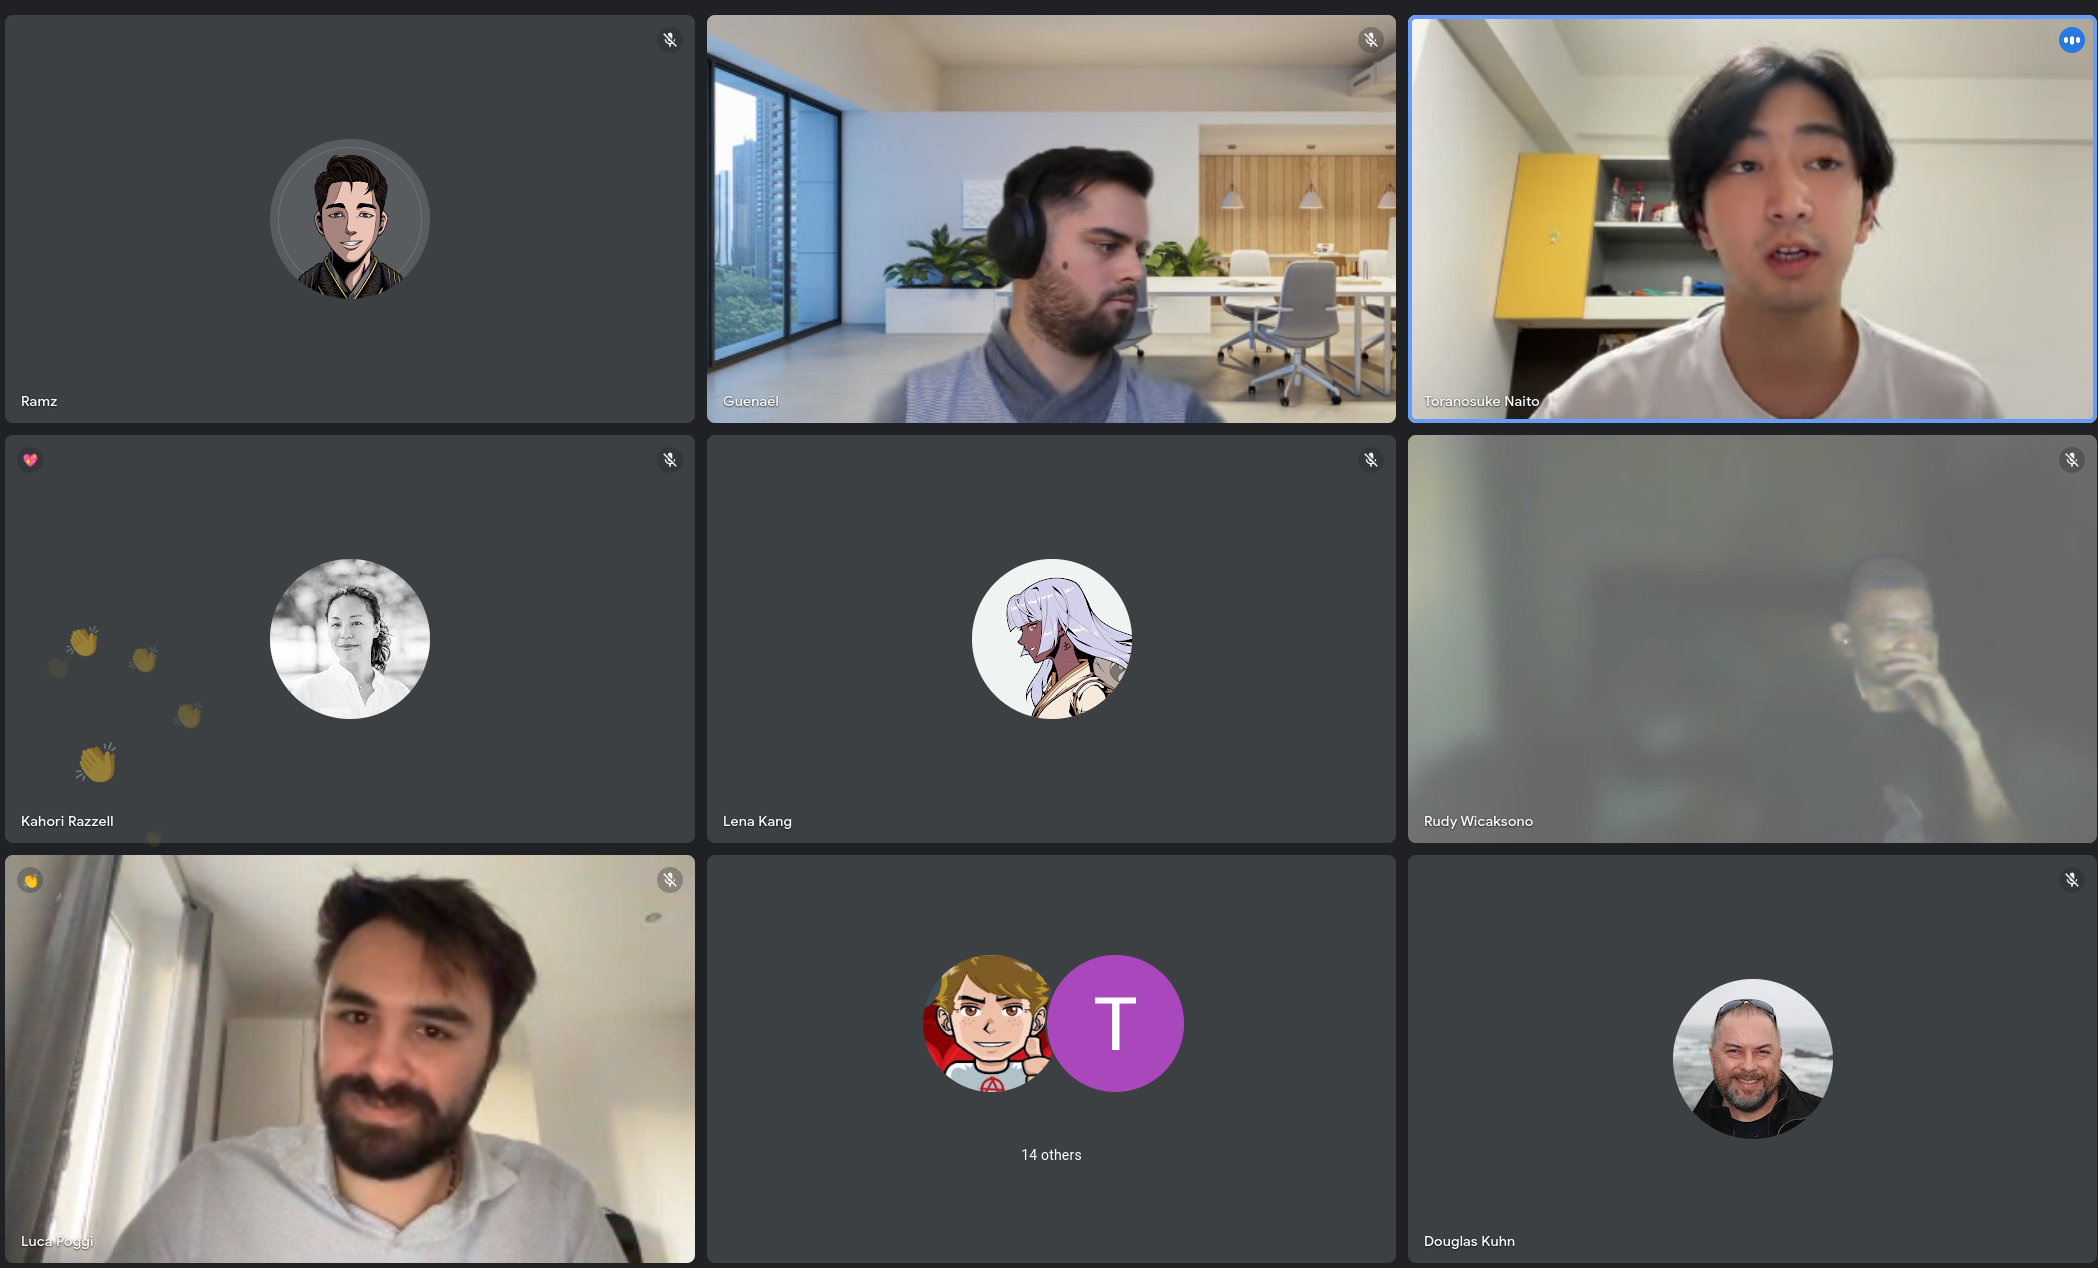 Ramz
Guénaël
Toranosuke Naito
Kahori Razzell
Lena Kang
Rudy Wicaksono
Luca Poggi
T
14 others
Douglas Kuhn